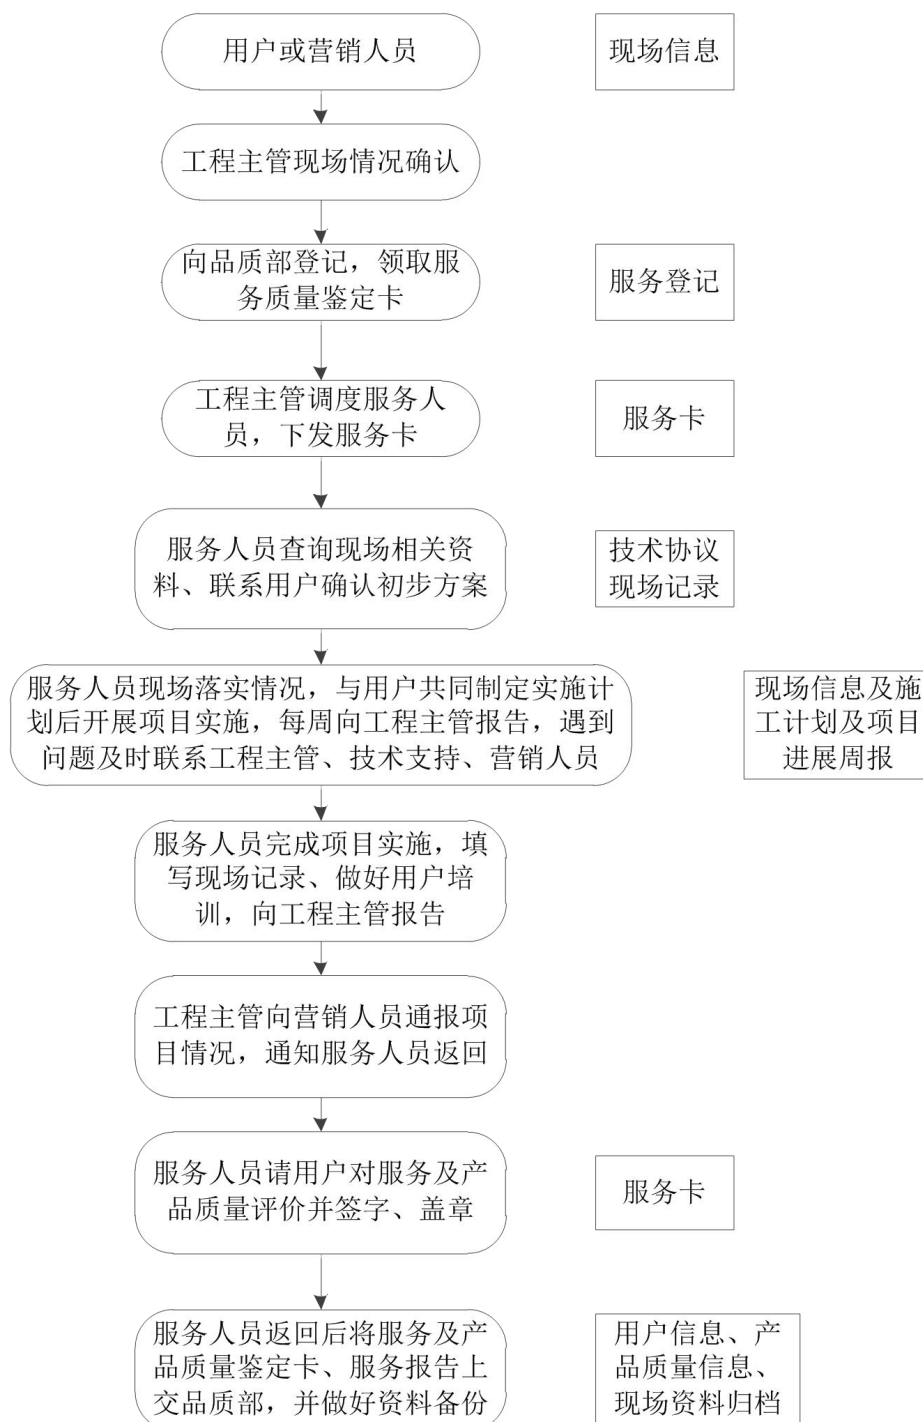 用户或营销人员
现场信息
工程主管现场情况确认
向品质部登记，领取服
务质量鉴定卡
服务登记
工程主管调度服务人
员，下发服务卡
服务卡
服务人员查询现场相关资
料、联系用户确认初步方案
技术协议
现场记录
服务人员现场落实情况，与用户共同制定实施计
划后开展项目实施，每周向工程主管报告，遇到
问题及时联系工程主管、技术支持、营销人员
现场信息及施
工计划及项目
进展周报
服务人员完成项目实施，填
写现场记录、做好用户培
训，向工程主管报告
工程主管向营销人员通报项
目情况，通知服务人员返回
服务人员请用户对服务及产
品质量评价并签字、盖章
服务卡
服务人员返回后将服务及产
品质量鉴定卡、服务报告上
交品质部，并做好资料备份
用户信息、产
品质量信息、
现场资料归档